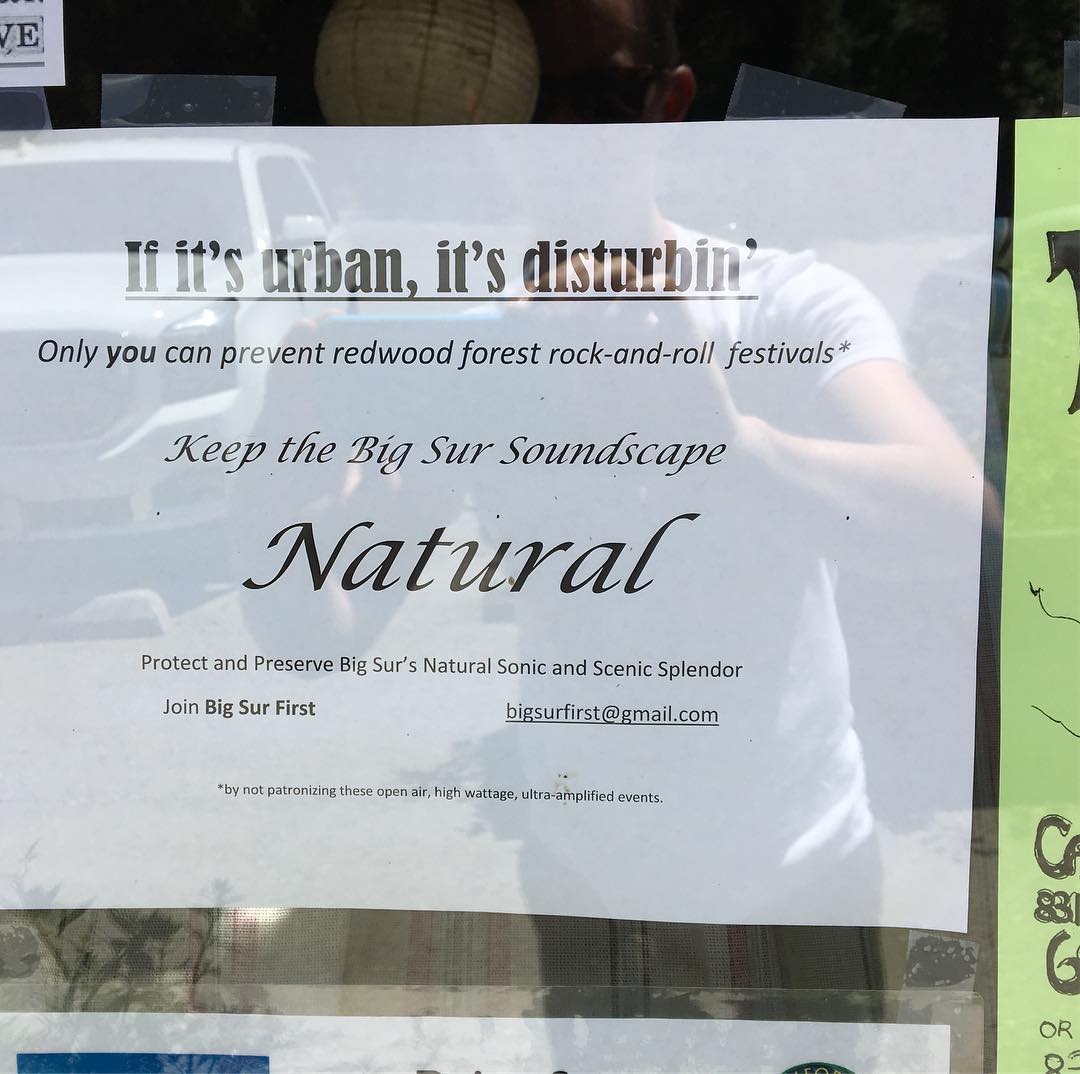 VE
If it's urban, it's disturbin'
Only you can prevent redwood forest rock-and-roll festivals*
Keep the Big Sur Soundscape
Natural
Protect and Preserve Big Sur's Natural Sonic and Scenic Splendor
Join Big Sur First bigsurfirst@gmail.com
*by not patronizing these open air, high wattage, ultra-amplified events.
831
OR